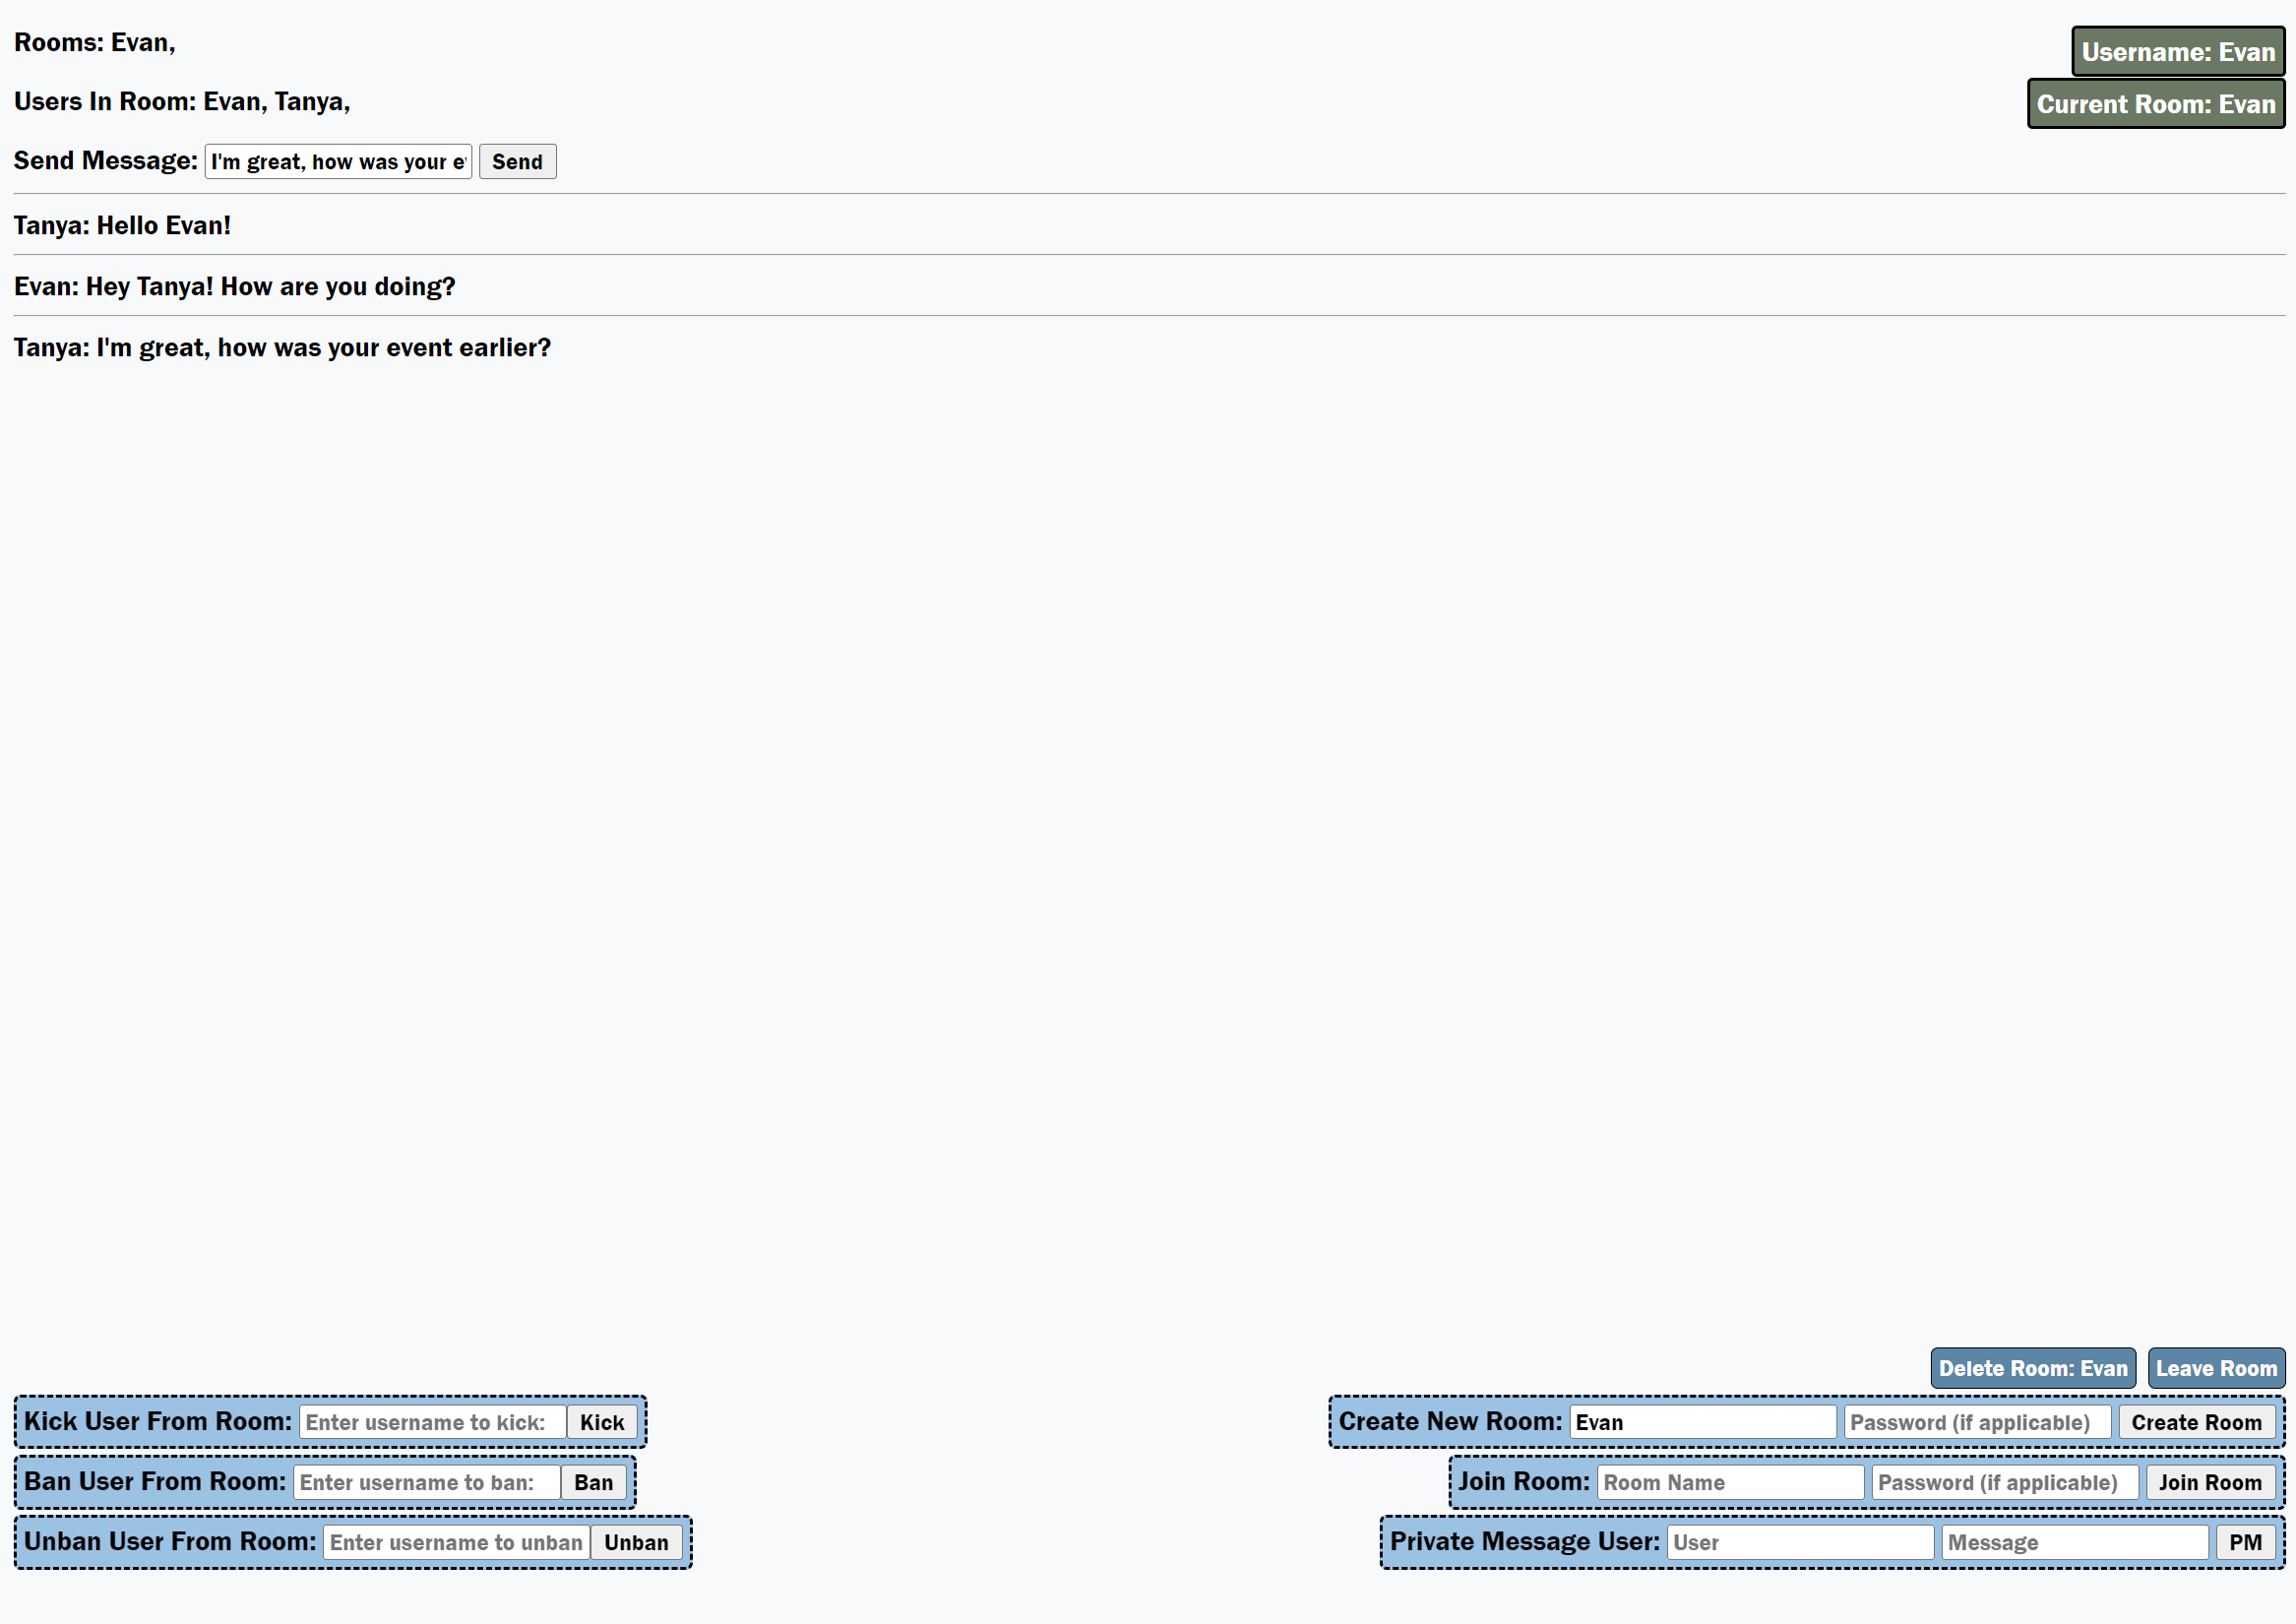 Rooms: Evan,
Username: Evan
Users In Room: Evan, Tanya,
Current Room: Evan
Send Message: I'm great, how was your e Send
Tanya: Hello Evan!
Evan: Hey Tanya! How are you doing?
Tanya: I'm great, how was your event earlier?
Delete Room: Evan Leave Room
Kick User From Room: Enter username to kick: Kick
Create New Room: Evan Password (if applicable) Create Room
Ban User From Room: Enter username to ban: Ban
Join Room: Room Name Password (if applicable) Join Room
Unban User From Room: Enter username to unban Unban
Private Message User: User Message PM